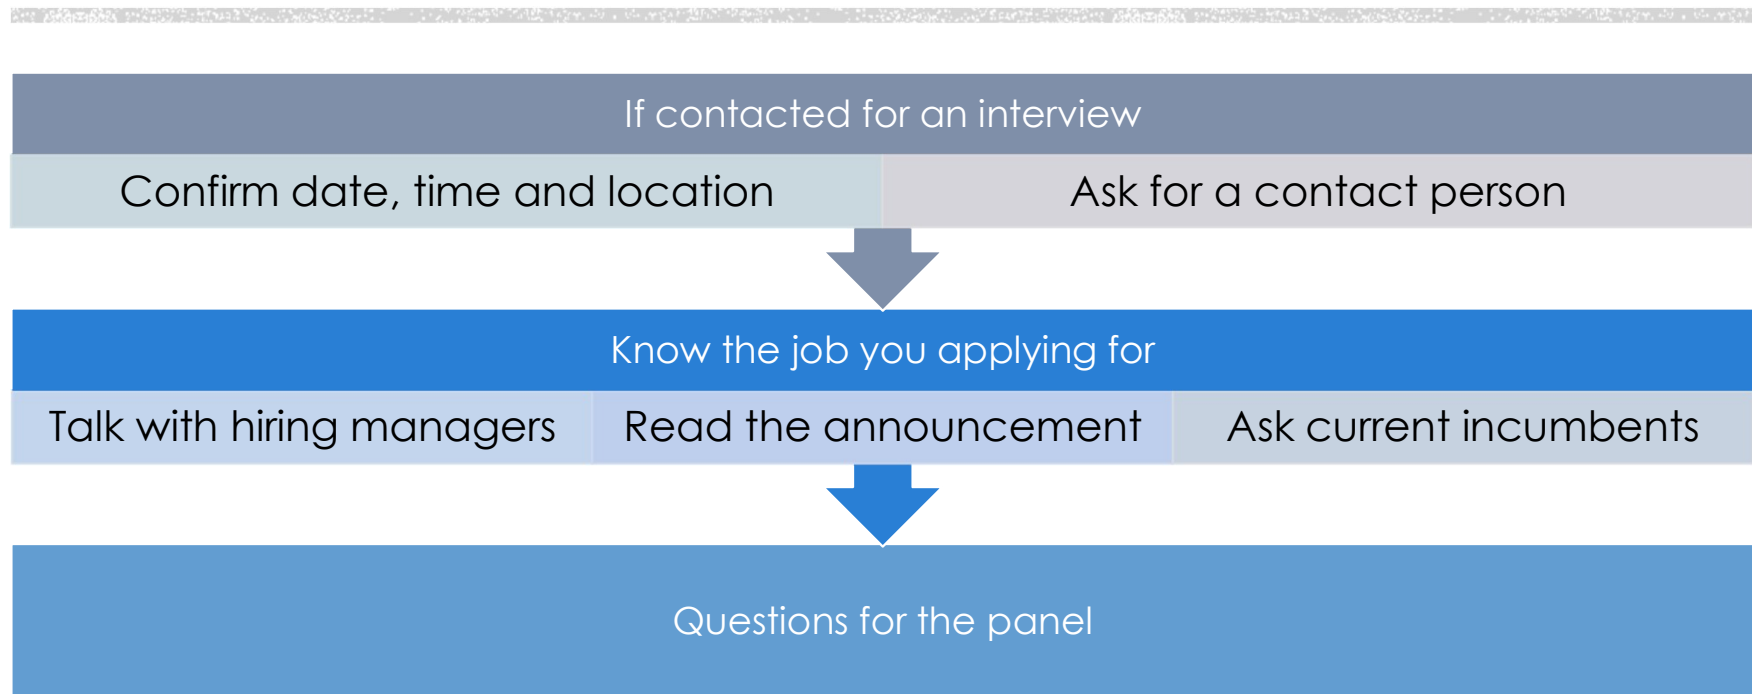 If contacted for an interview
Confirm date, time and location
Ask for a contact person
Know the job you applying for
Talk with hiring managers
Read the announcement
Ask current incumbents
Questions for the panel